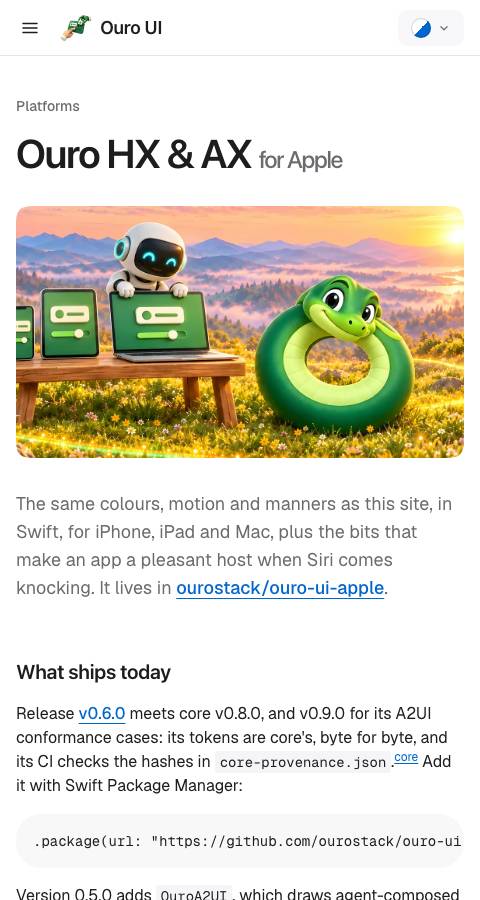 Ouro UI
Platforms
Ouro HX & AX for Apple
The same colours, motion and manners as this site, in
Swift, for iPhone, iPad and Mac, plus the bits that
make an app a pleasant host when Siri comes
knocking. It lives in ourostack/ouro-ui-apple.
What ships today
Release v0.6.0 meets core v0.8.0, and v0.9.0 for its A2UI
conformance cases: its tokens are core's, byte for byte, and
its CI checks the hashes in core-provenance.json.core Add
it with Swift Package Manager:
.package(url: "https://github.com/ourostack/ouro-ui
Version 0.5.0 adds OuroA2UI, which draws agent-composed